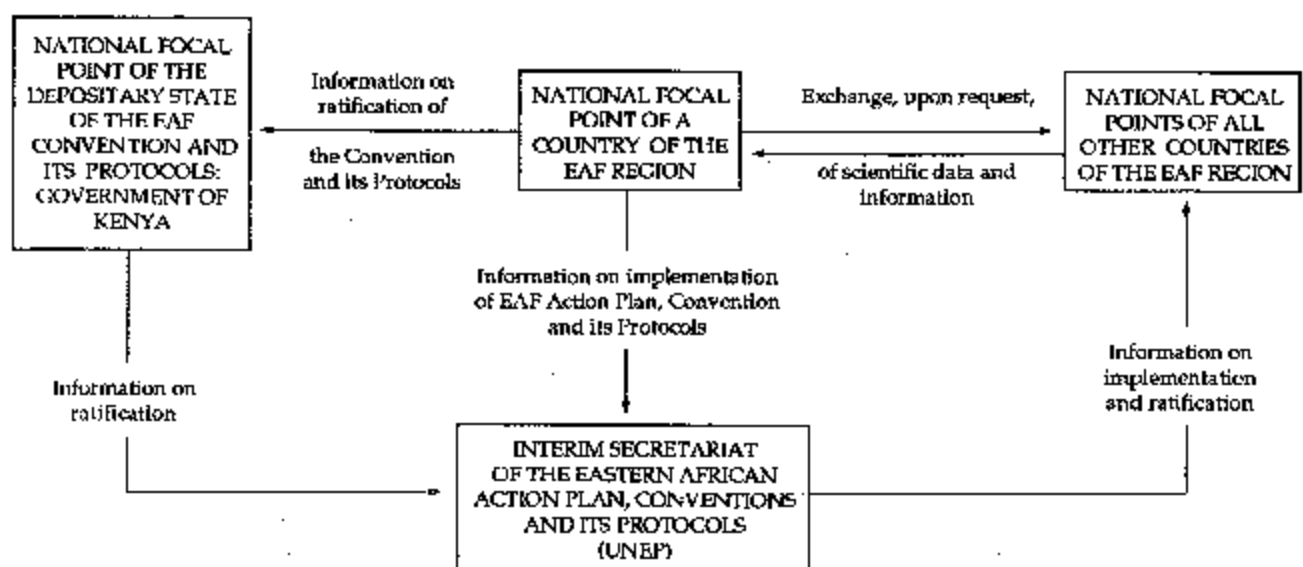 NATIONAL FOCAL
POINT OF THE
DEPOSITARY STATE
OF THE EAF
CONVENTION AND
ITS PROTOCOLS:
GOVERNMENT OF
KENYA
Information on
ratification of
the Convention
and its Protocols
NATIONAL FOCAL
POINT OF A
COUNTRY OF THE
EAF REGION
Exchange, upon request,
of scientific data and
information
NATIONAL FOCAL
POINTS OF ALL
OTHER COUNTRIES
OF THE EAF REGION
Information on implementation
of EAF Action Plan, Convention
and its Protocols
Information on
ratification
Information on
implementation
and ratification
INTERIM SECRETARIAT
OF THE EASTERN AFRICAN
ACTION PLAN, CONVENTIONS
AND ITS PROTOCOLS
(UNEP)